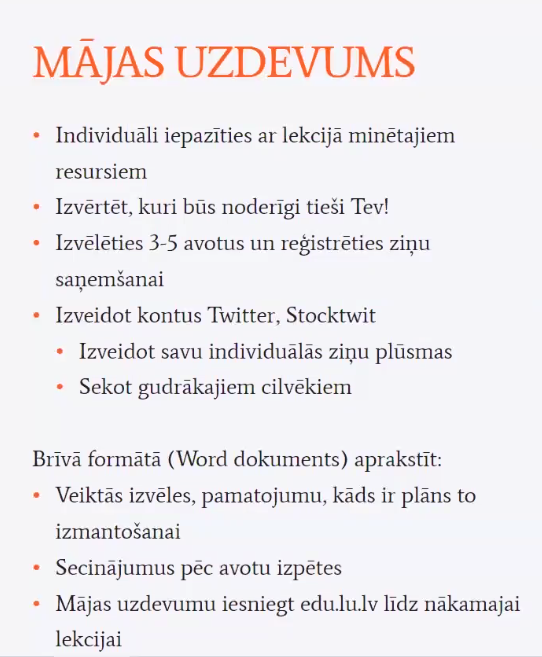 MĀJAS UZDEVUMS
• Individuāli iepazīties ar lekcijā minētajiem
resursiem
• Izvērtēt, kuri būs noderīgi tieši Tev!
• Izvēlēties 3-5 avotus un reģistrēties ziņu
saņemšanai
• Izveidot kontus Twitter, Stocktwit
• Izveidot savu individuālās ziņu plūsmas
• Sekot gudrākajiem cilvēkiem
Brīvā formātā (Word dokuments) aprakstīt:
• Veiktās izvēles, pamatojumu, kāds ir plāns to
izmantošanai
• Secinājumus pēc avotu izpētes
• Mājas uzdevumu iesniegt edu.lu.lv līdz nākamajai
lekcijai